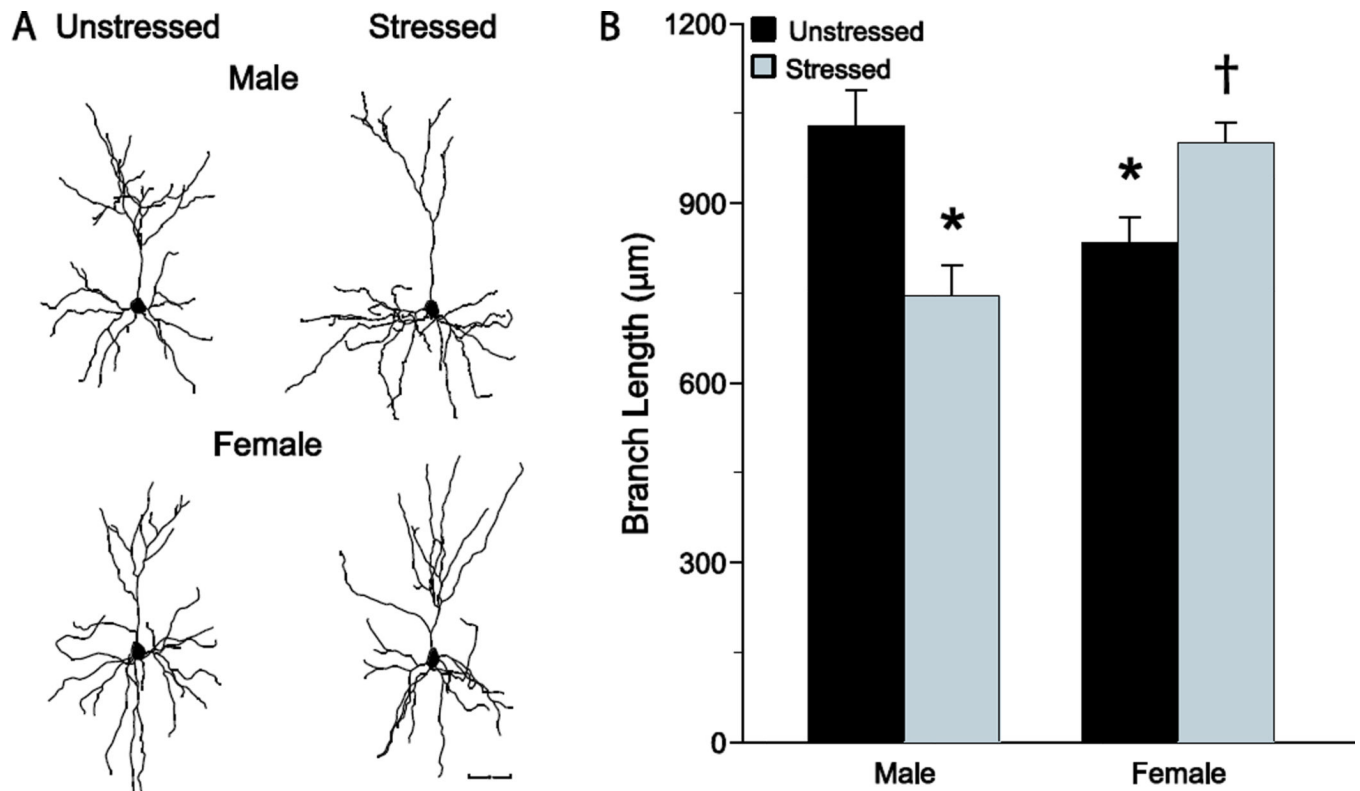 A Unstressed Stressed
Male
Female
B
Unstressed
Stressed
Branch Length (µm)
1200
900
600
300
0
*
*
†
Male Female